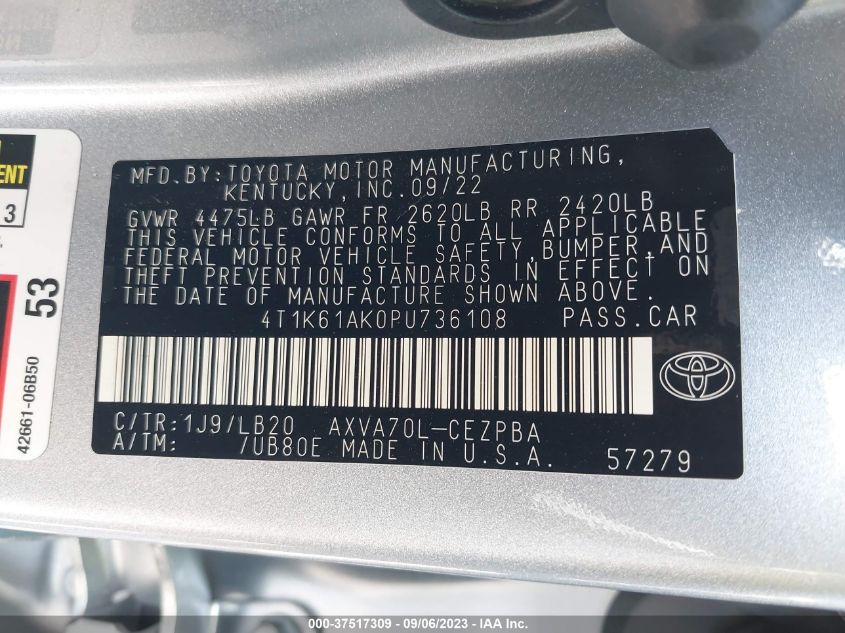 ENT
3
53
42661-06B50
MFD.BY:TOYOTA MOTOR MANUFACTURING,
KENTUCKY,INC.09/22
GVWR 4475LB GAWR FR 2620LB RR 2420LB
THIS VEHICLE CONFORMS TO ALL APPLICABLE
FEDERAL MOTOR VEHICLE SAFETY,BUMPER,AND
THEFT PREVENTION STANDARDS IN EFFECT ON
THE DATE OF MANUFACTURE SHOWN ABOVE.
4T1K61AK0PU736108 PASS.CAR
C/TR:1J9/LB20 AXVA70L-CEZPBA
A/TM: /UB80E MADE IN U.S.A. 57279
000-37517309 - 09/06/2023 - IAA Inc.